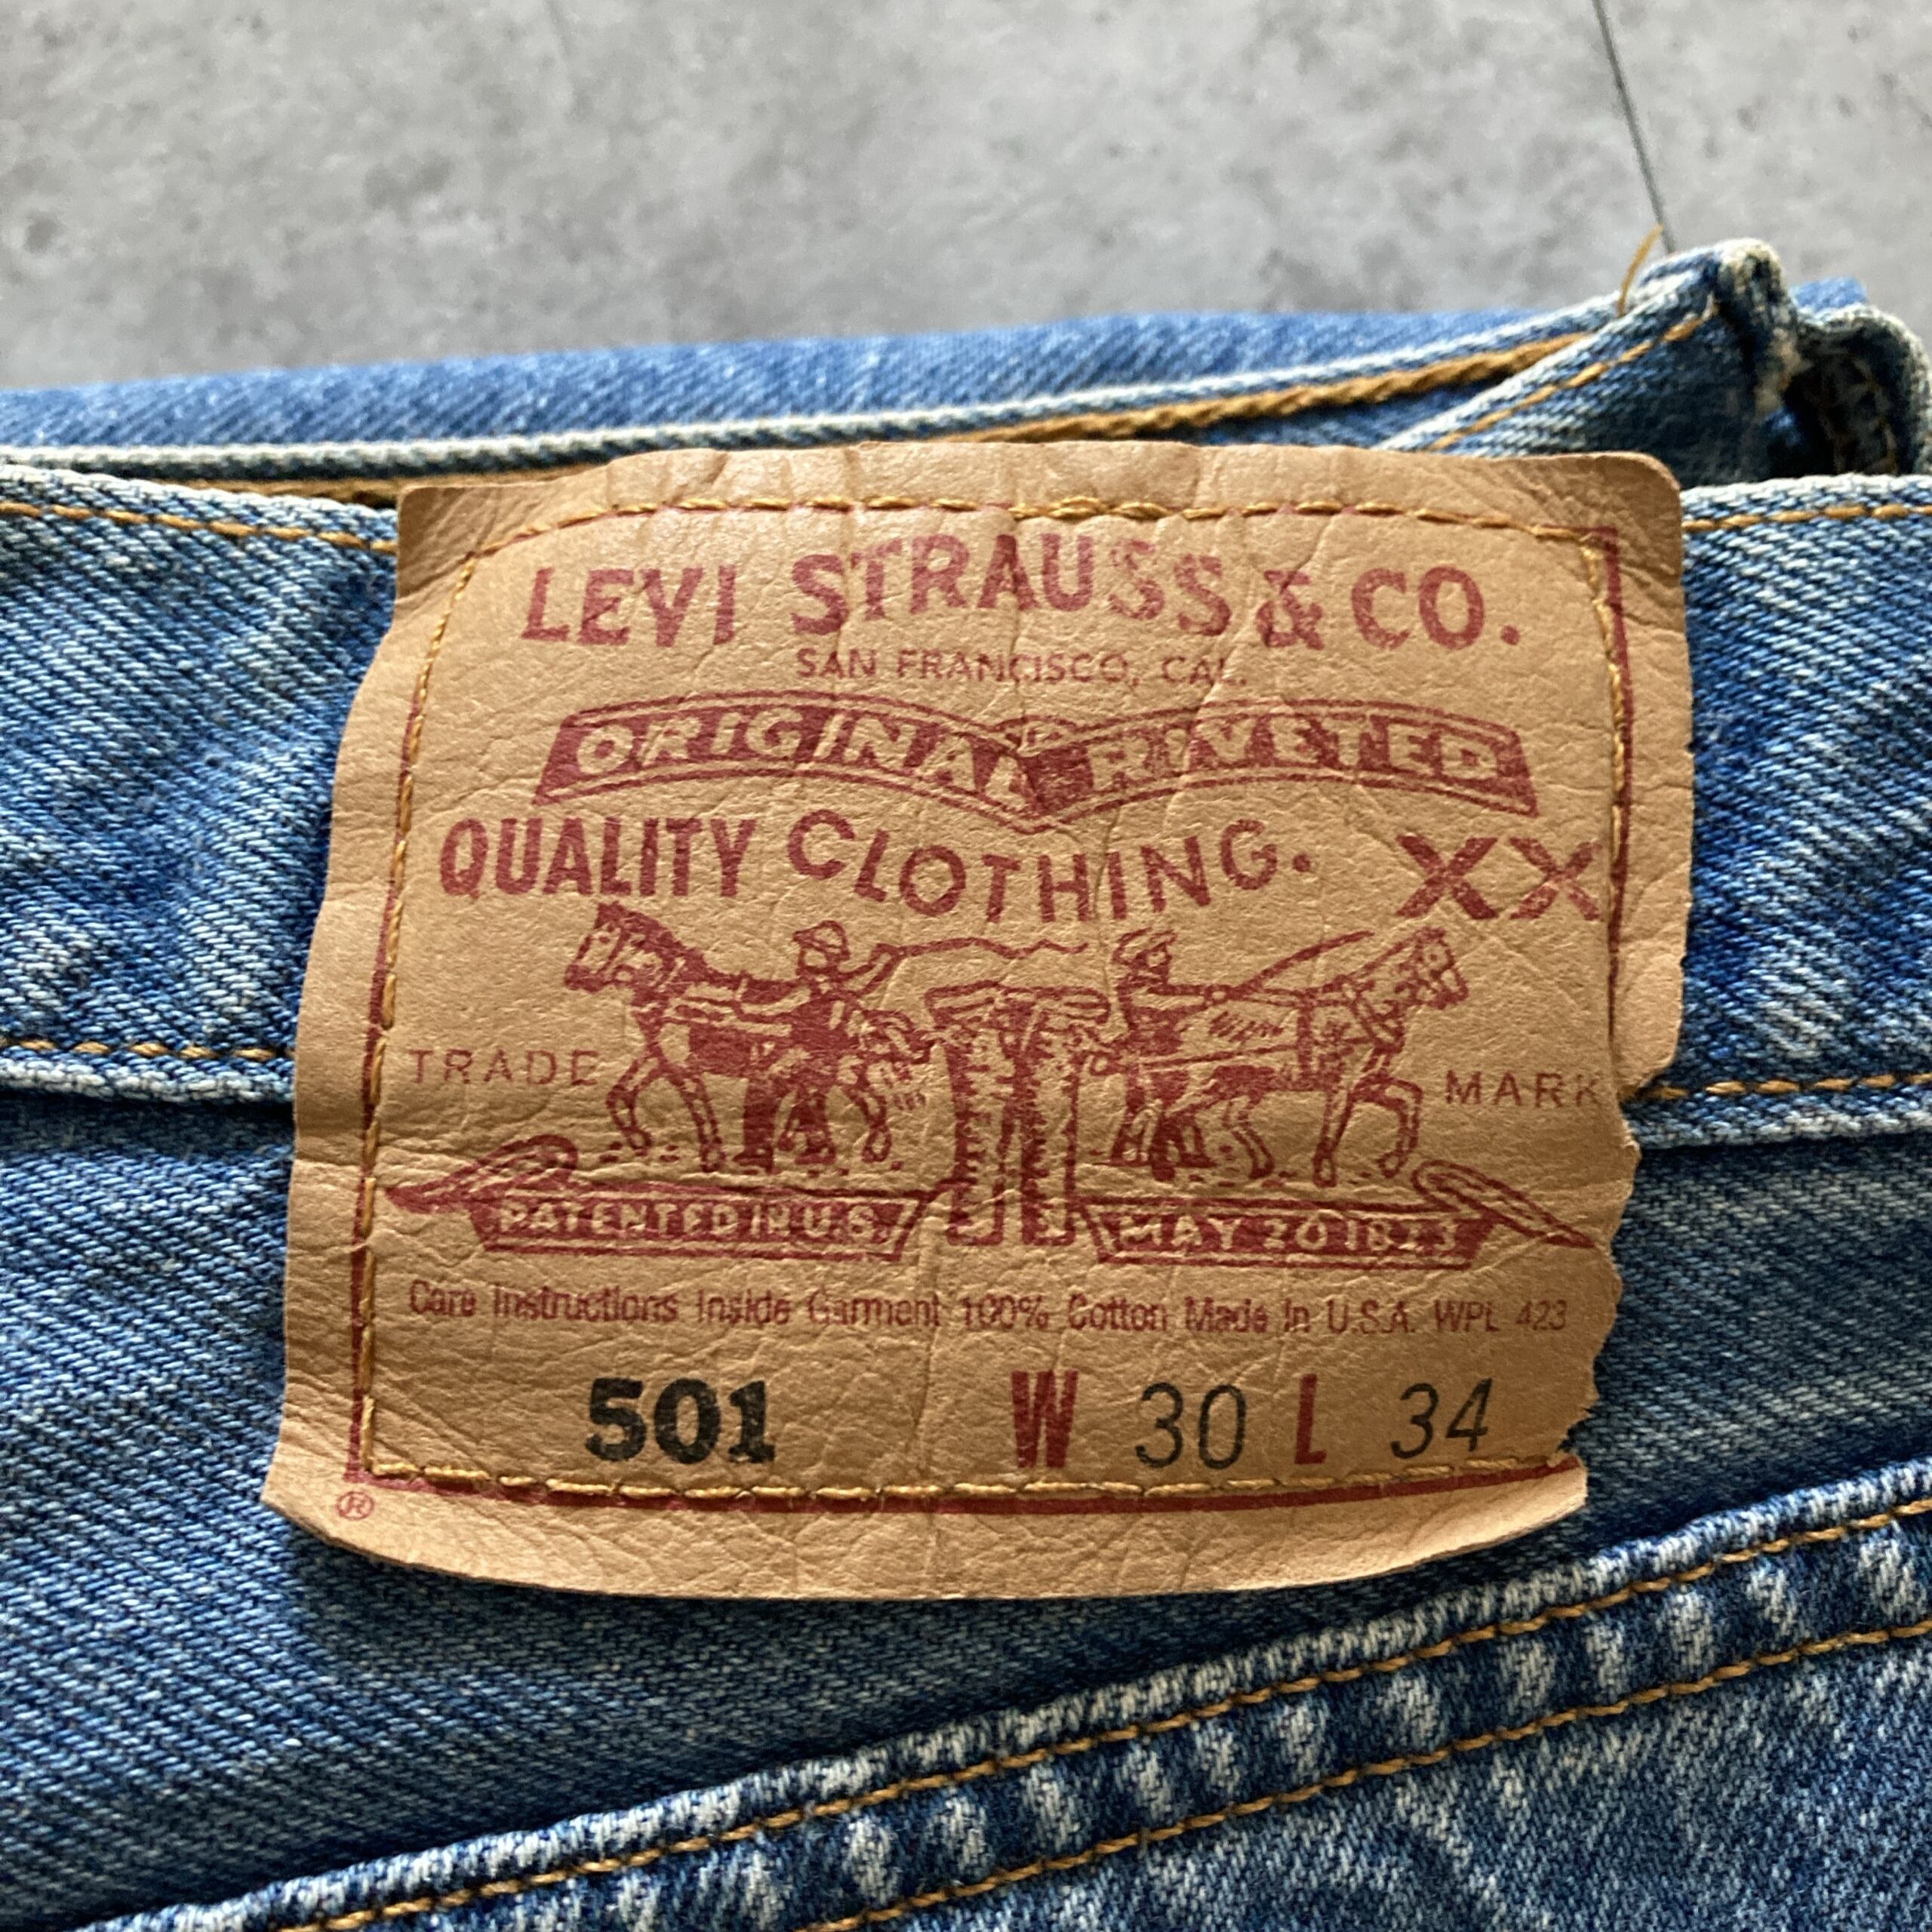 LEVI STRAUSS & CO.
SAN FRANCISCO, CAL.
ORIGINAL RIVETED
QUALITY CLOTHING. XX
TRADE MARK
PATENTED IN U.S. MAY 20 1873
Care Instructions Inside Garment 100% Cotton Made in U.S.A. WPL 423
501 W 30 L 34
®